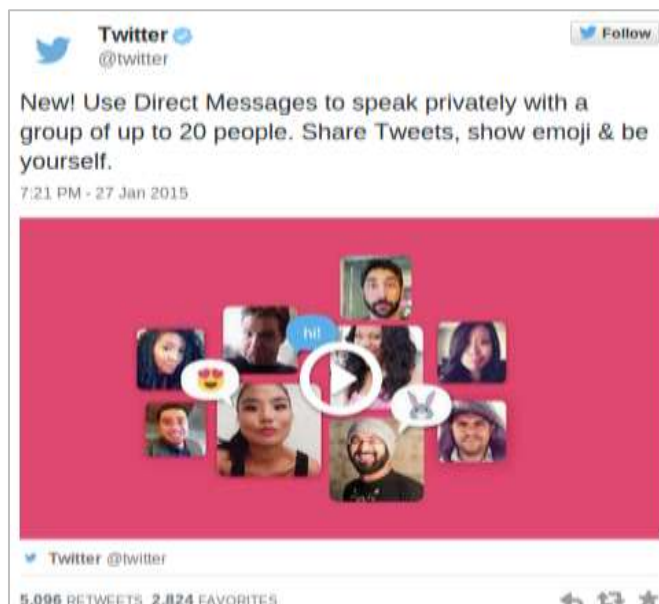 Twitter
Follow
@twitter
New! Use Direct Messages to speak privately with a
group of up to 20 people. Share Tweets, show emoji & be
yourself.
7:21 PM - 27 Jan 2015
hi!
Twitter @twitter
5,096 RETWEETS 2,824 FAVORITES